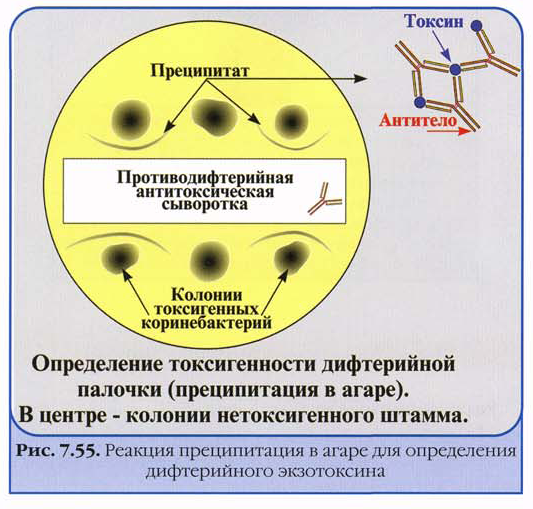 Токсин
Преципитат
Антитело
Противодифтерийная
антитоксическая
сыворотка
Колонии
токсигенных
коринебактерий
Определение токсигенности дифтерийной
палочки (преципитация в агаре).
В центре - колонии нетоксигенного штамма.
Рис. 7.55. Реакция преципитации в агаре для определения
дифтерийного экзотоксина